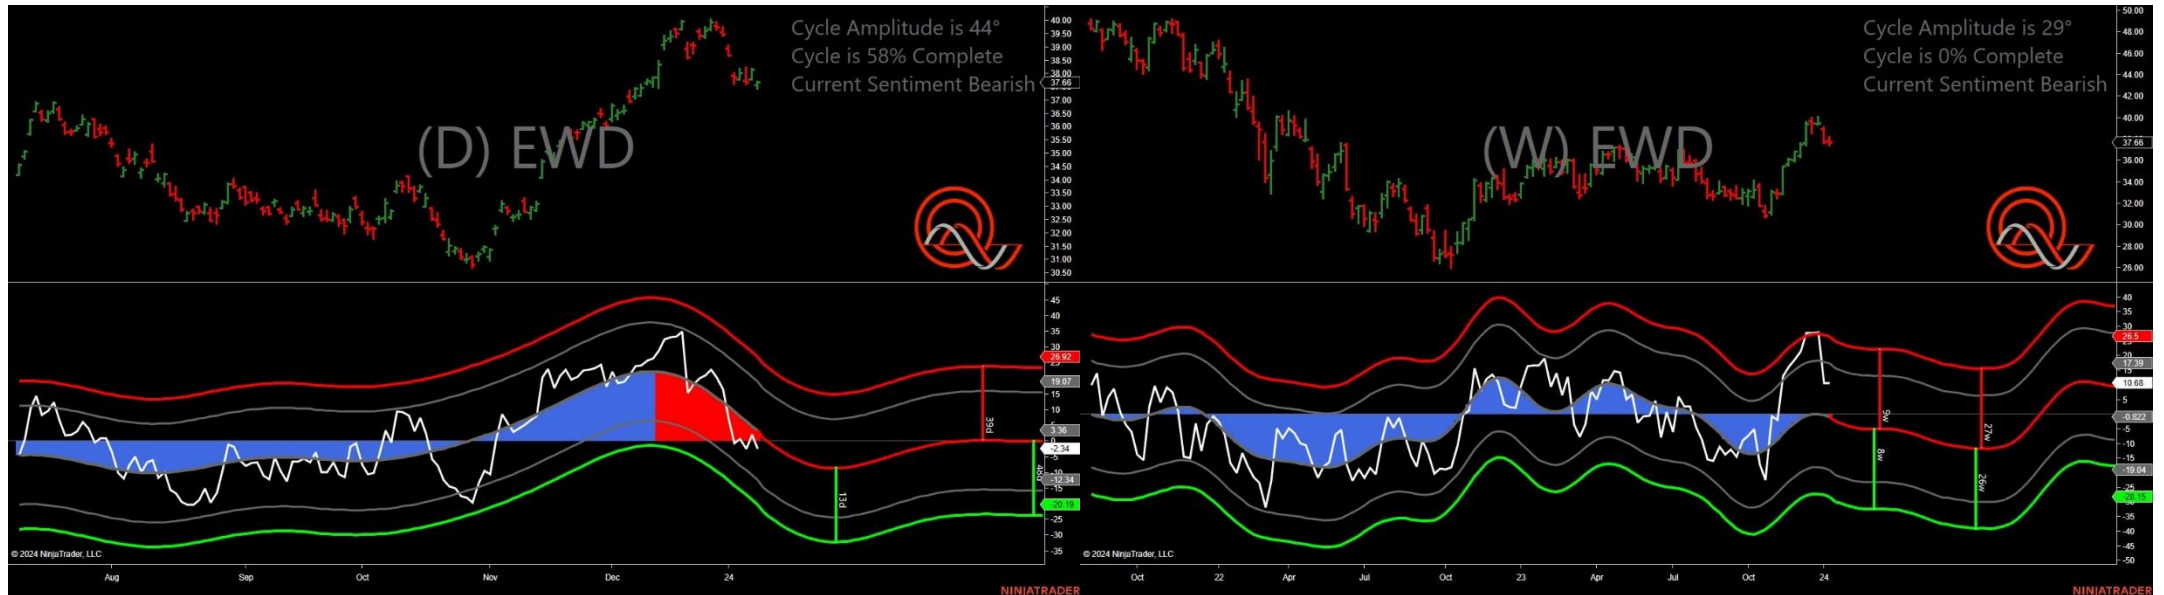 Cycle Amplitude is 44°
Cycle is 58% Complete
Current Sentiment Bearish
(D) EWD
40.00
39.50
39.00
38.50
38.00
37.66
37.00
36.50
36.00
35.50
35.00
34.50
34.00
33.50
33.00
32.50
32.00
31.50
31.00
30.50
45
40
35
30
26.92
19.07
15
10
3.36
-2.34
-5
-12.34
-15
-20.19
-25
-30
-35
39d
13d
© 2024 NinjaTrader, LLC
Aug
Sep
Oct
Nov
Dec
24
NINJATRADER
Cycle Amplitude is 29°
Cycle is 0% Complete
Current Sentiment Bearish
(W) EWD
50.00
48.00
46.00
44.00
42.00
40.00
37.66
36.00
34.00
32.00
30.00
28.00
26.00
40
35
30
26.5
20
17.39
10.68
5
-0.822
-5
-10
-15
-19.04
-25
-28.15
-35
-40
-45
-50
9w
8w
27w
26w
© 2024 NinjaTrader, LLC
Oct
22
Apr
Jul
Oct
23
Apr
Jul
Oct
24
NINJATRADER